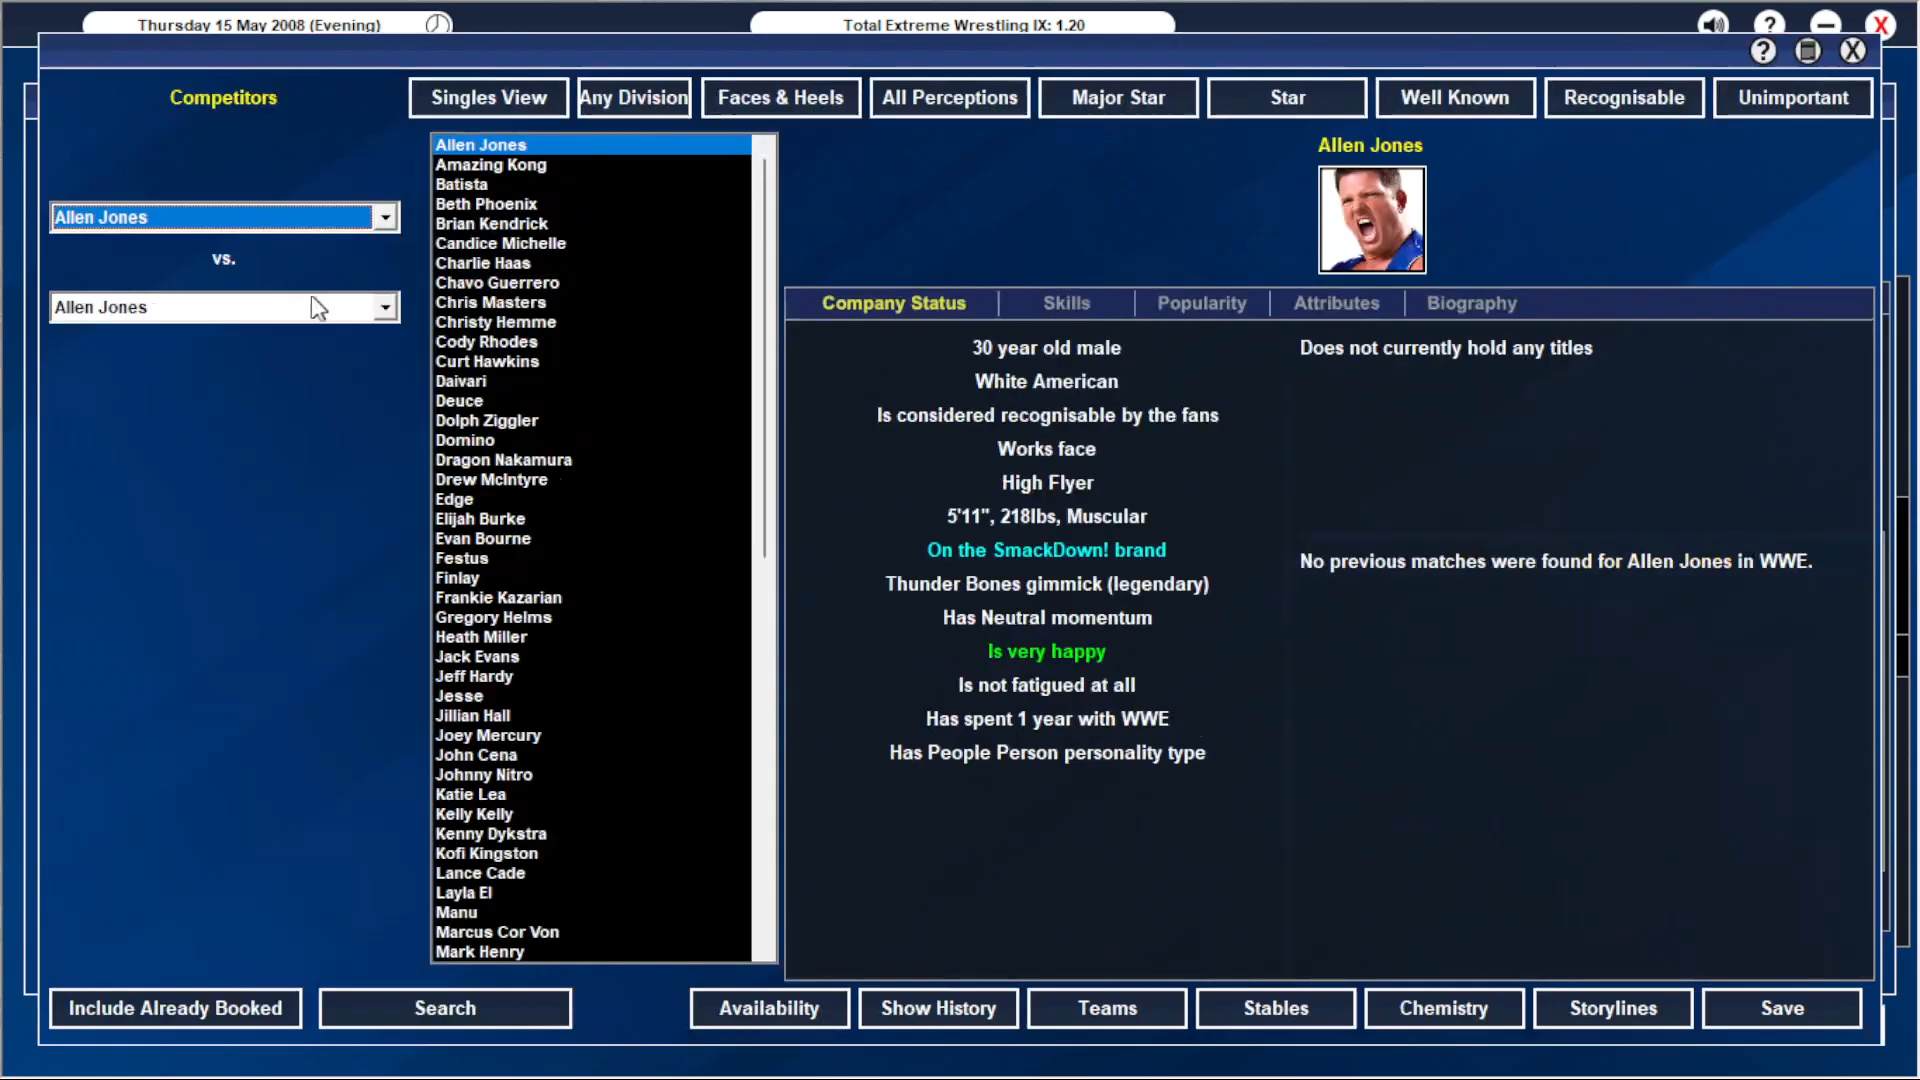 Thursday 15 May 2008 (Evening)
Total Extreme Wrestling IX: 1.20
? X
? X
Competitors
Singles View
Any Division
Faces & Heels
All Perceptions
Major Star
Star
Well Known
Recognisable
Unimportant
Allen Jones
vs.
Allen Jones
Allen Jones
Amazing Kong
Batista
Beth Phoenix
Brian Kendrick
Candice Michelle
Charlie Haas
Chavo Guerrero
Chris Masters
Christy Hemme
Cody Rhodes
Curt Hawkins
Daivari
Deuce
Dolph Ziggler
Domino
Dragon Nakamura
Drew McIntyre
Edge
Elijah Burke
Evan Bourne
Festus
Finlay
Frankie Kazarian
Gregory Helms
Heath Miller
Jack Evans
Jeff Hardy
Jesse
Jillian Hall
Joey Mercury
John Cena
Johnny Nitro
Katie Lea
Kelly Kelly
Kenny Dykstra
Kofi Kingston
Lance Cade
Layla El
Manu
Marcus Cor Von
Mark Henry
Allen Jones
Company Status
Skills
Popularity
Attributes
Biography
30 year old male
White American
Is considered recognisable by the fans
Works face
High Flyer
5'11", 218lbs, Muscular
On the SmackDown! brand
Thunder Bones gimmick (legendary)
Has Neutral momentum
Is very happy
Is not fatigued at all
Has spent 1 year with WWE
Has People Person personality type
Does not currently hold any titles
No previous matches were found for Allen Jones in WWE.
Include Already Booked
Search
Availability
Show History
Teams
Stables
Chemistry
Storylines
Save